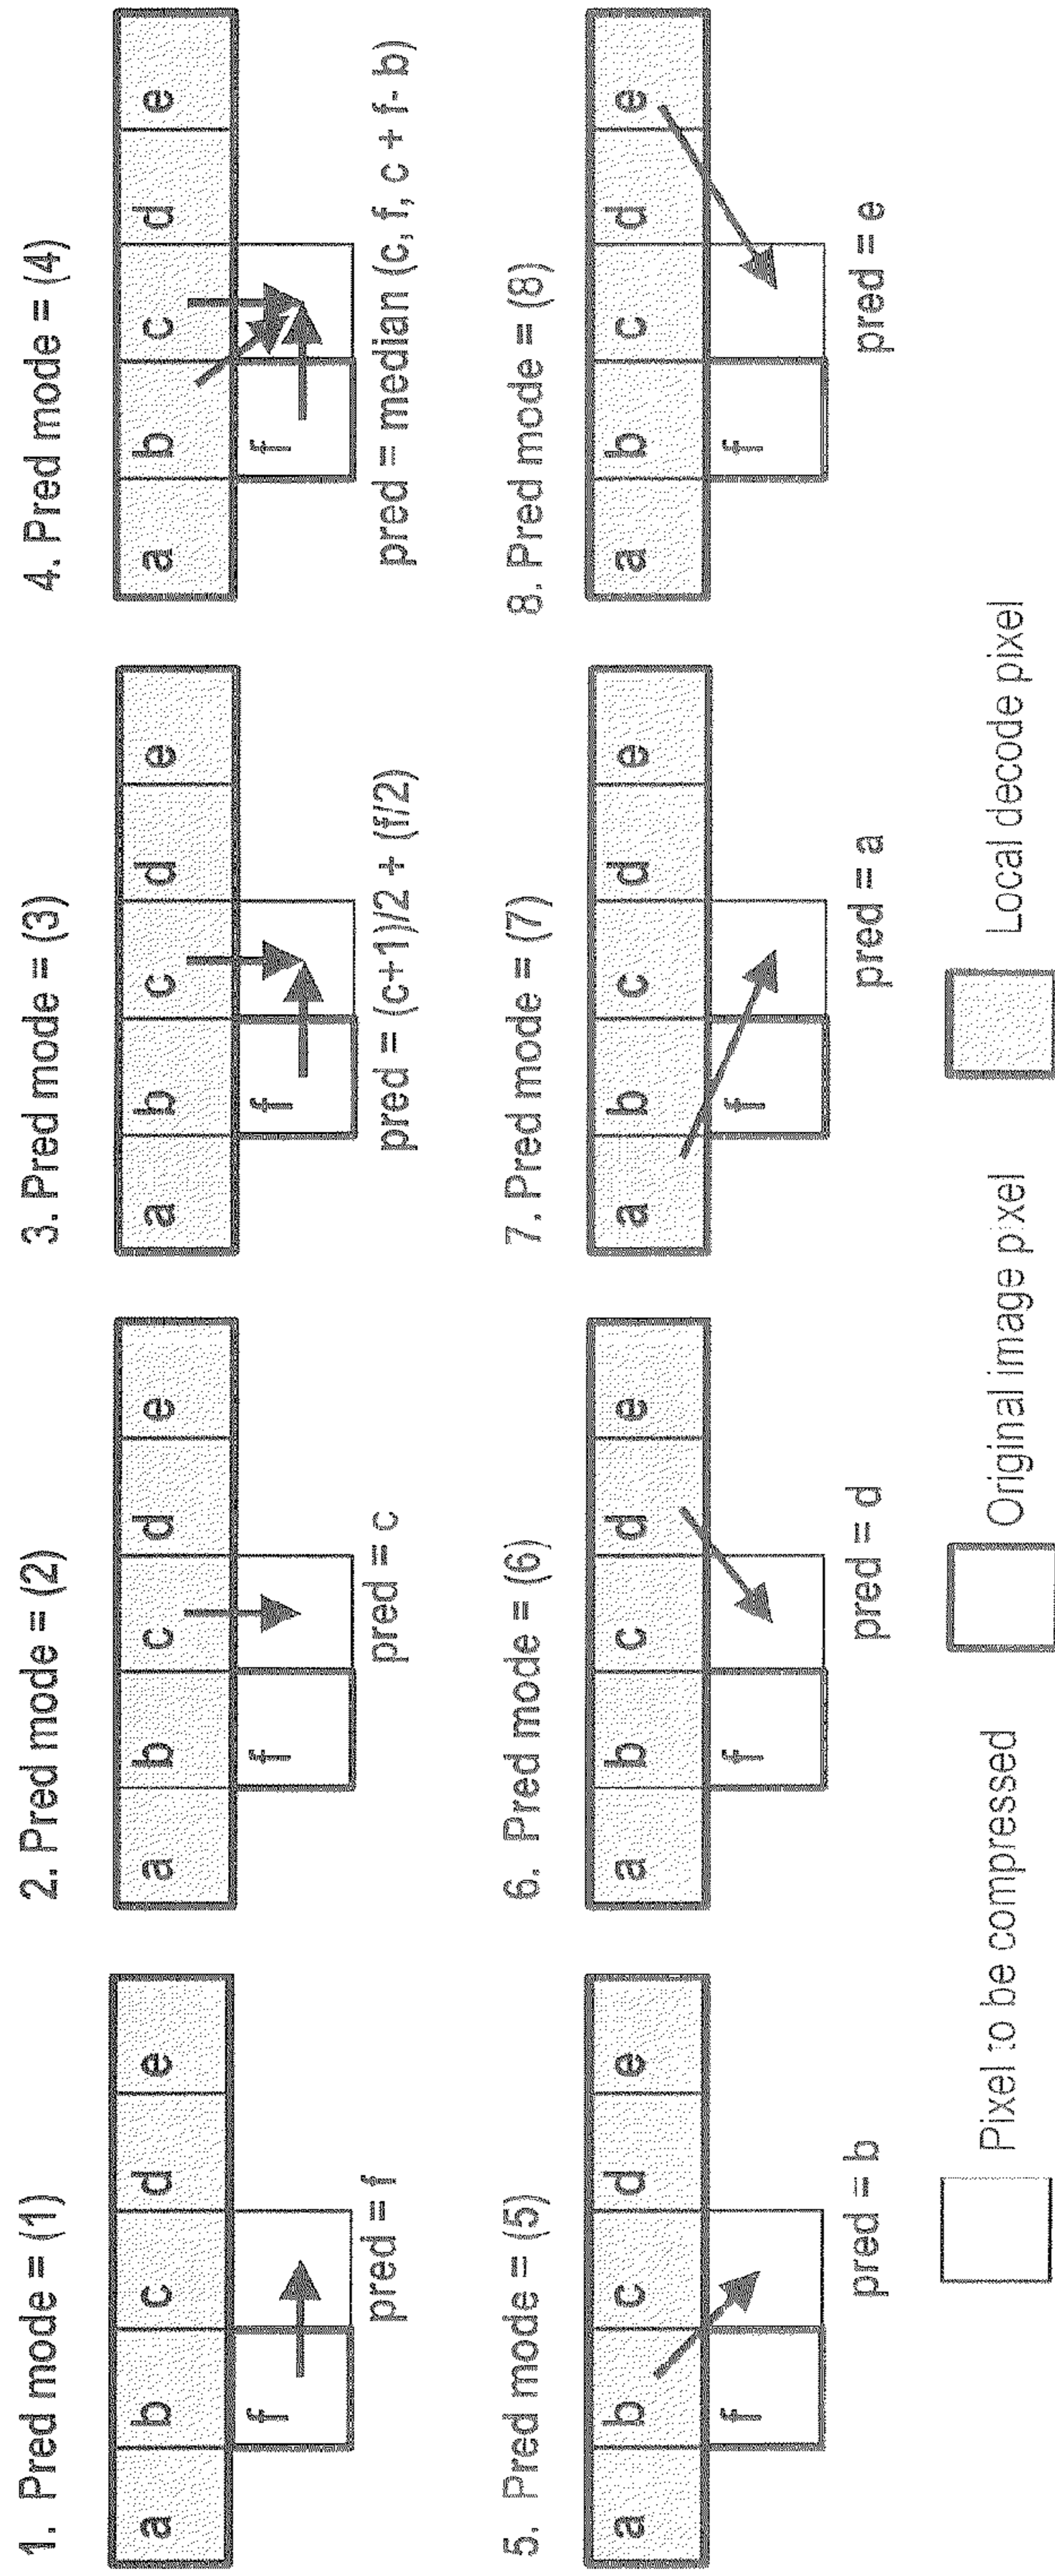 1. Pred mode = (1)
a b c d e
f
pred = f
2. Pred mode = (2)
a b c d e
f
pred = c
3. Pred mode = (3)
a b c d e
f
pred = (c+1)/2 + (f/2)
4. Pred mode = (4)
a b c d e
f
pred = median (c, f, c + f- b)
5. Pred mode = (5)
a b c d e
f
pred = b
6. Pred mode = (6)
a b c d e
f
pred = d
7. Pred mode = (7)
a b c d e
f
pred = a
8. Pred mode = (8)
a b c d e
f
pred = e
Pixel to be compressed
Original image pixel
Local decode pixel